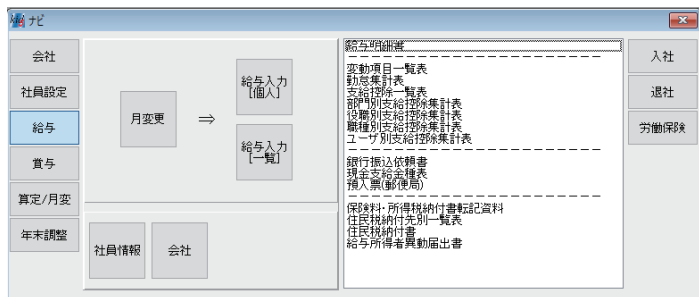 ナビ
会社
社員設定
給与
賞与
算定/月変
年末調整
月変更
⇒
給与入力
[個人]
給与入力
[一覧]
社員情報
会社
給与明細書
変動項目一覧表
勤怠集計表
支給控除一覧表
部門別支給控除集計表
役職別支給控除集計表
職種別支給控除集計表
ユーザ別支給控除集計表
銀行振込依頼書
現金支給金種表
預入票(郵便局)
保険料・所得税納付書転記資料
住民税納付先別一覧表
住民税納付書
給与所得者異動届出書
入社
退社
労働保険